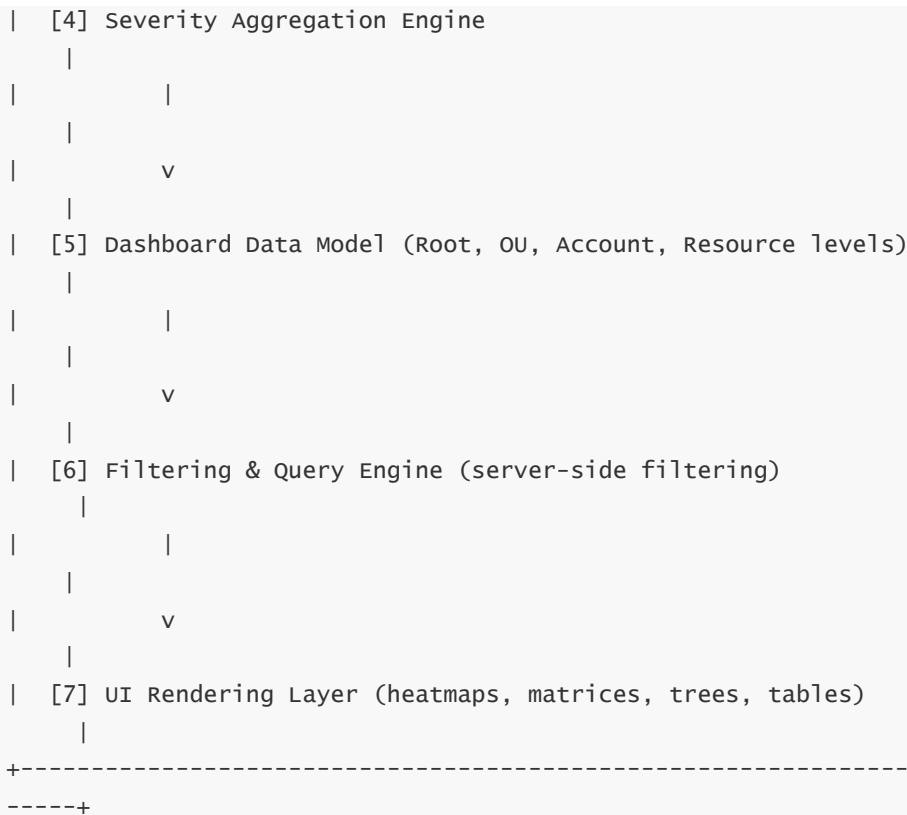 |  [4] Severity Aggregation Engine
    |
|          |
    |
|          v
    |
|  [5] Dashboard Data Model (Root, OU, Account, Resource levels)
    |
|          |
    |
|          v
    |
|  [6] Filtering & Query Engine (server-side filtering)
     |
|          |
    |
|          v
    |
|  [7] UI Rendering Layer (heatmaps, matrices, trees, tables)
     |
+---------------------------------------------------------------
-----+